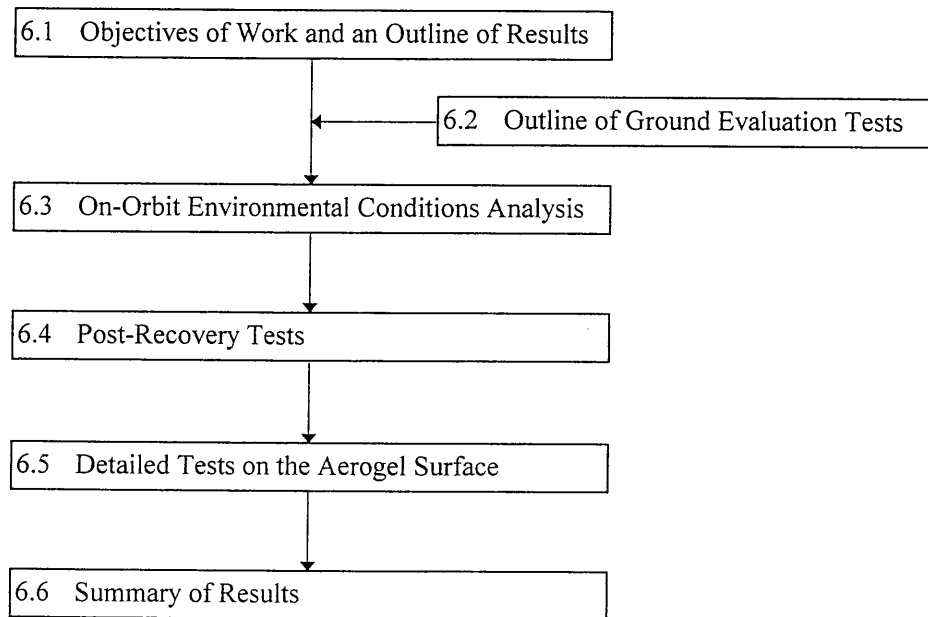 6.1 Objectives of Work and an Outline of Results
6.2 Outline of Ground Evaluation Tests
6.3 On-Orbit Environmental Conditions Analysis
6.4 Post-Recovery Tests
6.5 Detailed Tests on the Aerogel Surface
6.6 Summary of Results